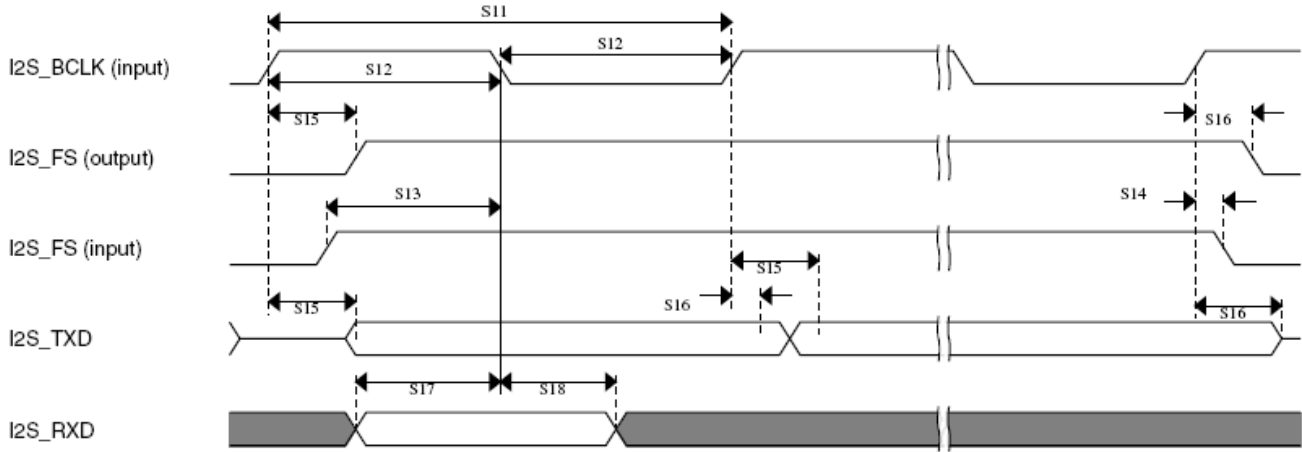 S11
I2S_BCLK (input)
S12
S12
S15
S16
I2S_FS (output)
S13
S14
I2S_FS (input)
S15
S15
S16
S16
I2S_TXD
S17
S18
I2S_RXD